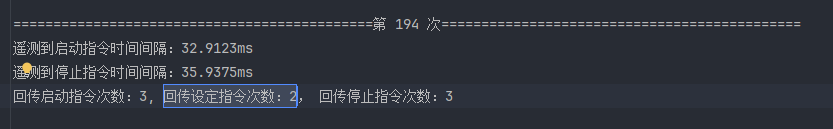 ==============================================第 194 次==============================================
遥测到启动指令时间间隔：32.9123ms
遥测到停止指令时间间隔：35.9375ms
回传启动指令次数：3, 回传设定指令次数：2， 回传停止指令次数：3